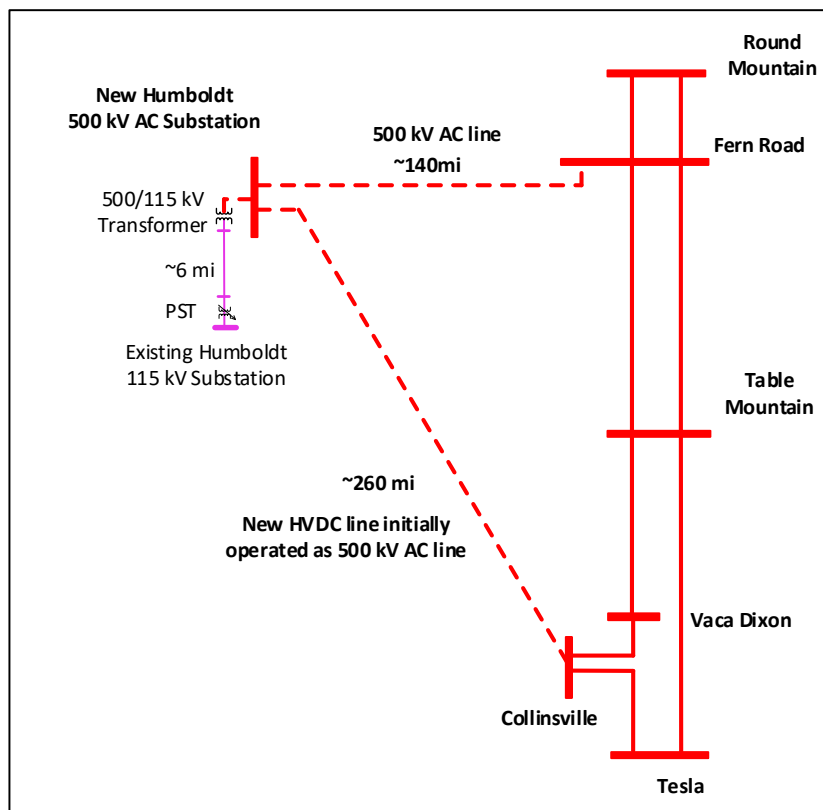 Round
Mountain
New Humboldt
500 kV AC Substation
500 kV AC line
~140mi
Fern Road
500/115 kV
Transformer
~6 mi
PST
Existing Humboldt
115 kV Substation
Table
Mountain
~260 mi
New HVDC line initially
operated as 500 kV AC line
Vaca Dixon
Collinsville
Tesla